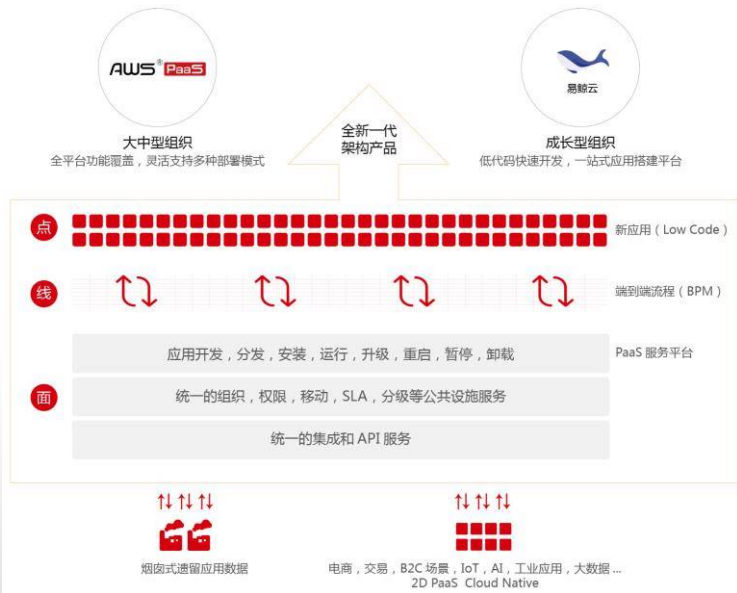 AWS® PaaS
易鲸云
大中型组织
全平台功能覆盖，灵活支持多种部署模式
全新一代
架构产品
成长型组织
低代码快速开发，一站式应用搭建平台
点
新应用（Low Code）
线
端到端流程（BPM）
应用开发，分发，安装，运行，升级，重启，暂停，卸载
PaaS 服务平台
面
统一的组织，权限，移动，SLA，分级等公共设施服务
统一的集成和 API 服务
烟囱式遗留应用数据
电商，交易，B2C 场景，IoT，AI，工业应用，大数据 ...
2D PaaS Cloud Native